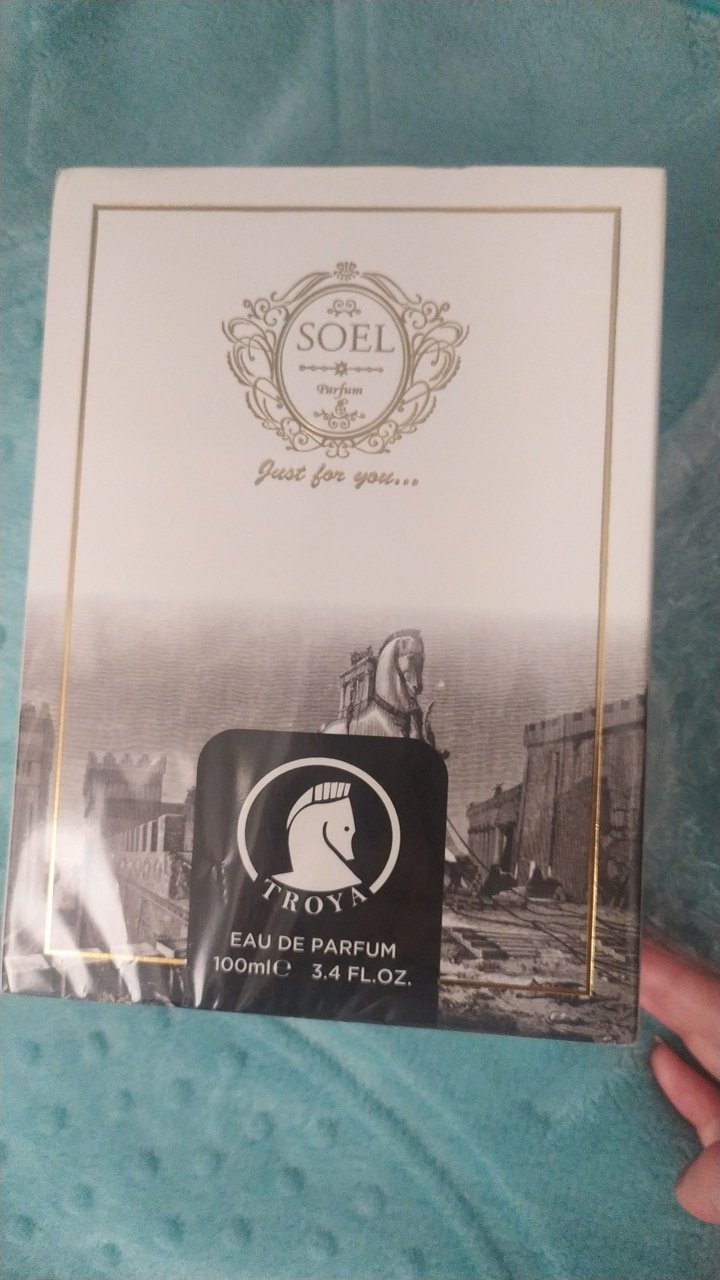 SOEL
Parfum
Just for you...
TROYA
EAU DE PARFUM
100ml℮ 3.4 FL.OZ.